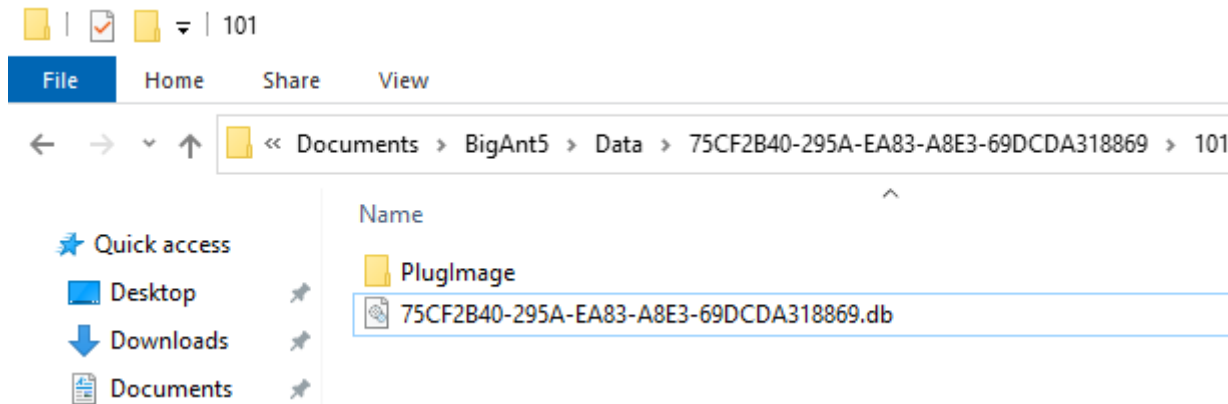 101
File Home Share View
« Documents > BigAnt5 > Data > 75CF2B40-295A-EA83-A8E3-69DCDA318869 > 101
Name
Quick access
PlugImage
Desktop
75CF2B40-295A-EA83-A8E3-69DCDA318869.db
Downloads
Documents